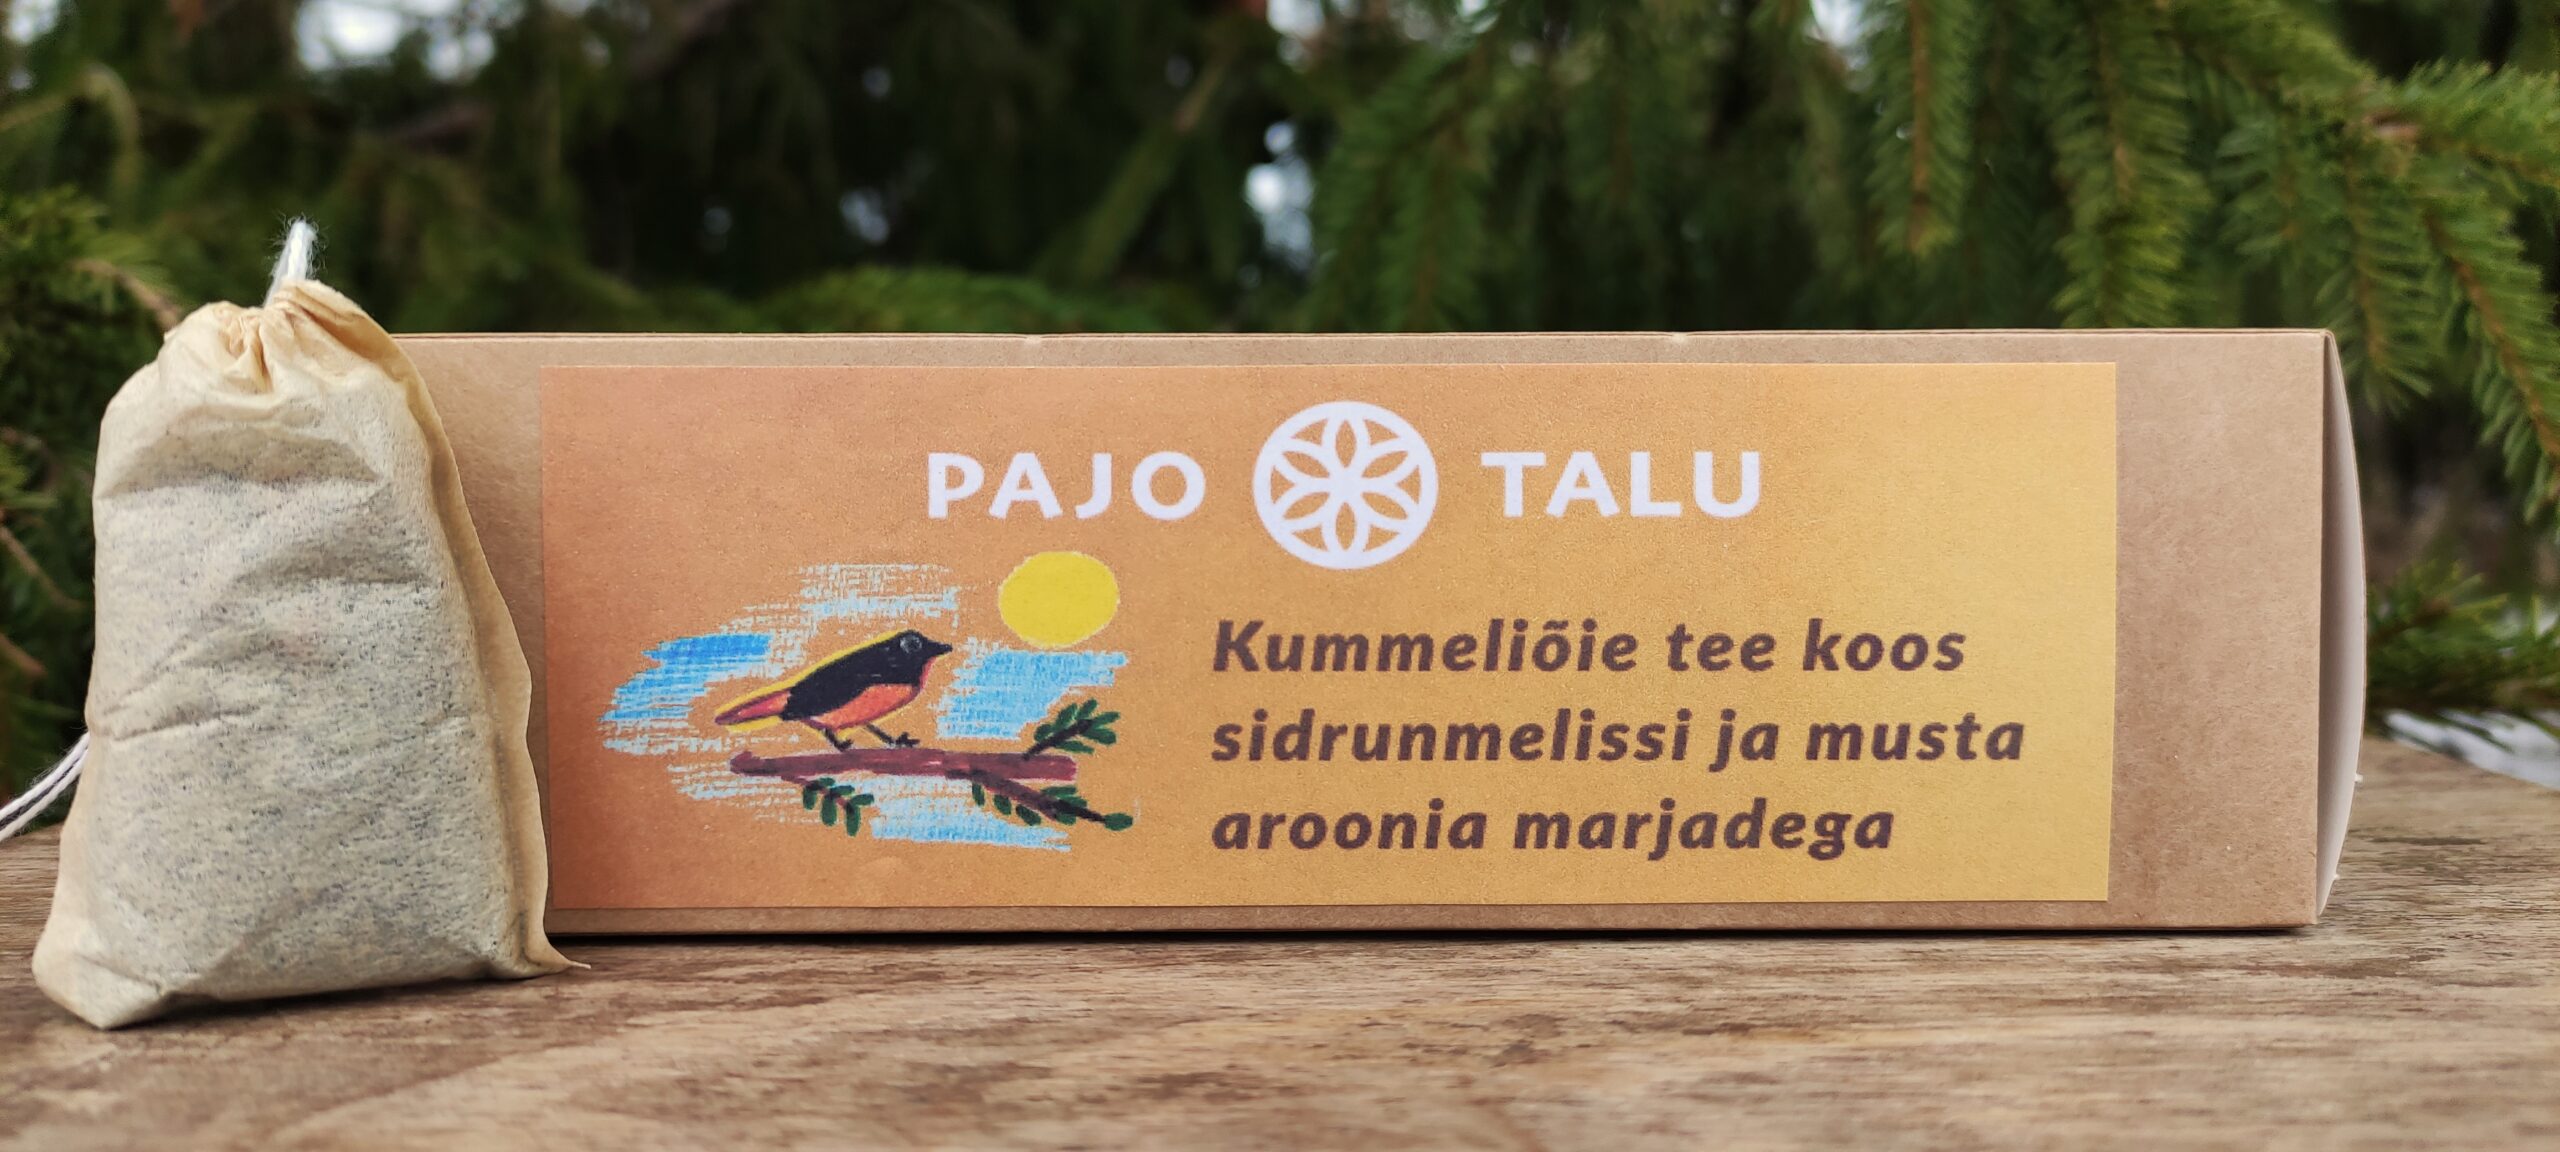 PAJO TALU
Kummeliõie tee koos
sidrunmelissi ja musta
aroonia marjadega